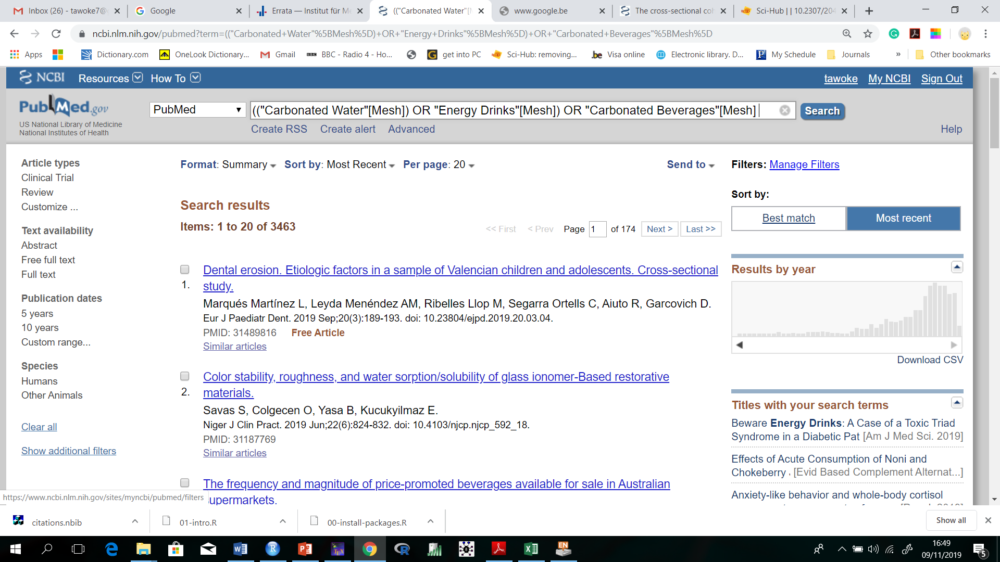 Inbox (26) - tawoke7@
Google
Errata — Institut für Me
(("Carbonated Water"[M
www.google.be
The cross-sectional coh
Sci-Hub | | 10.2307/204
ncbi.nlm.nih.gov/pubmed?term=(("Carbonated+Water"%5BMesh%5D)+OR+"Energy+Drinks"%5BMesh%5D)+OR+"Carbonated+Beverages"%5BMesh%5D
Apps
Dictionary.com
OneLook Dictionary...
Gmail
BBC - Radio 4 - Ho...
get into PC
Sci-Hub: removing...
Visa online
Electronic library. D...
My Schedule
Journals
»
Other bookmarks
NCBI
Resources
How To
tawoke
My NCBI
Sign Out
PubMed.gov
US National Library of Medicine
National Institutes of Health
PubMed
(("Carbonated Water"[Mesh]) OR "Energy Drinks"[Mesh]) OR "Carbonated Beverages"[Mesh]
Search
Create RSS
Create alert
Advanced
Help
Article types
Clinical Trial
Review
Customize ...
Text availability
Abstract
Free full text
Full text
Publication dates
5 years
10 years
Custom range...
Species
Humans
Other Animals
Clear all
Show additional filters
Format: Summary
Sort by: Most Recent
Per page: 20
Send to
Search results
Items: 1 to 20 of 3463
<< First
< Prev
Page 1 of 174
Next >
Last >>
1.
Dental erosion. Etiologic factors in a sample of Valencian children and adolescents. Cross-sectional
study.
Marqués Martínez L, Leyda Menéndez AM, Ribelles Llop M, Segarra Ortells C, Aiuto R, Garcovich D.
Eur J Paediatr Dent. 2019 Sep;20(3):189-193. doi: 10.23804/ejpd.2019.20.03.04.
PMID: 31489816 Free Article
Similar articles
2.
Color stability, roughness, and water sorption/solubility of glass ionomer-Based restorative
materials.
Savas S, Colgecen O, Yasa B, Kucukyilmaz E.
Niger J Clin Pract. 2019 Jun;22(6):824-832. doi: 10.4103/njcp.njcp_592_18.
PMID: 31187769
Similar articles
The frequency and magnitude of price-promoted beverages available for sale in Australian
upermarkets.
Filters: Manage Filters
Sort by:
Best match
Most recent
Results by year
Download CSV
Titles with your search terms
Beware Energy Drinks: A Case of a Toxic Triad
Syndrome in a Diabetic Pat [Am J Med Sci. 2019]
Effects of Acute Consumption of Noni and
Chokeberry [Evid Based Complement Alternat...]
Anxiety-like behavior and whole-body cortisol
https://www.ncbi.nlm.nih.gov/sites/myncbi/pubmed/filters
citations.nbib
01-intro.R
00-install-packages.R
Show all
16:49
09/11/2019
5